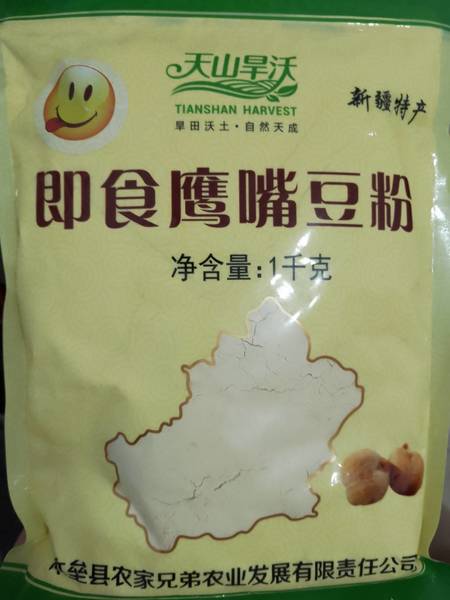 天山旱沃
TIANSHAN HARVEST
旱田沃土·自然天成
新疆特产
即食鹰嘴豆粉
净含量:1千克
木垒县农家兄弟农业发展有限责任公司